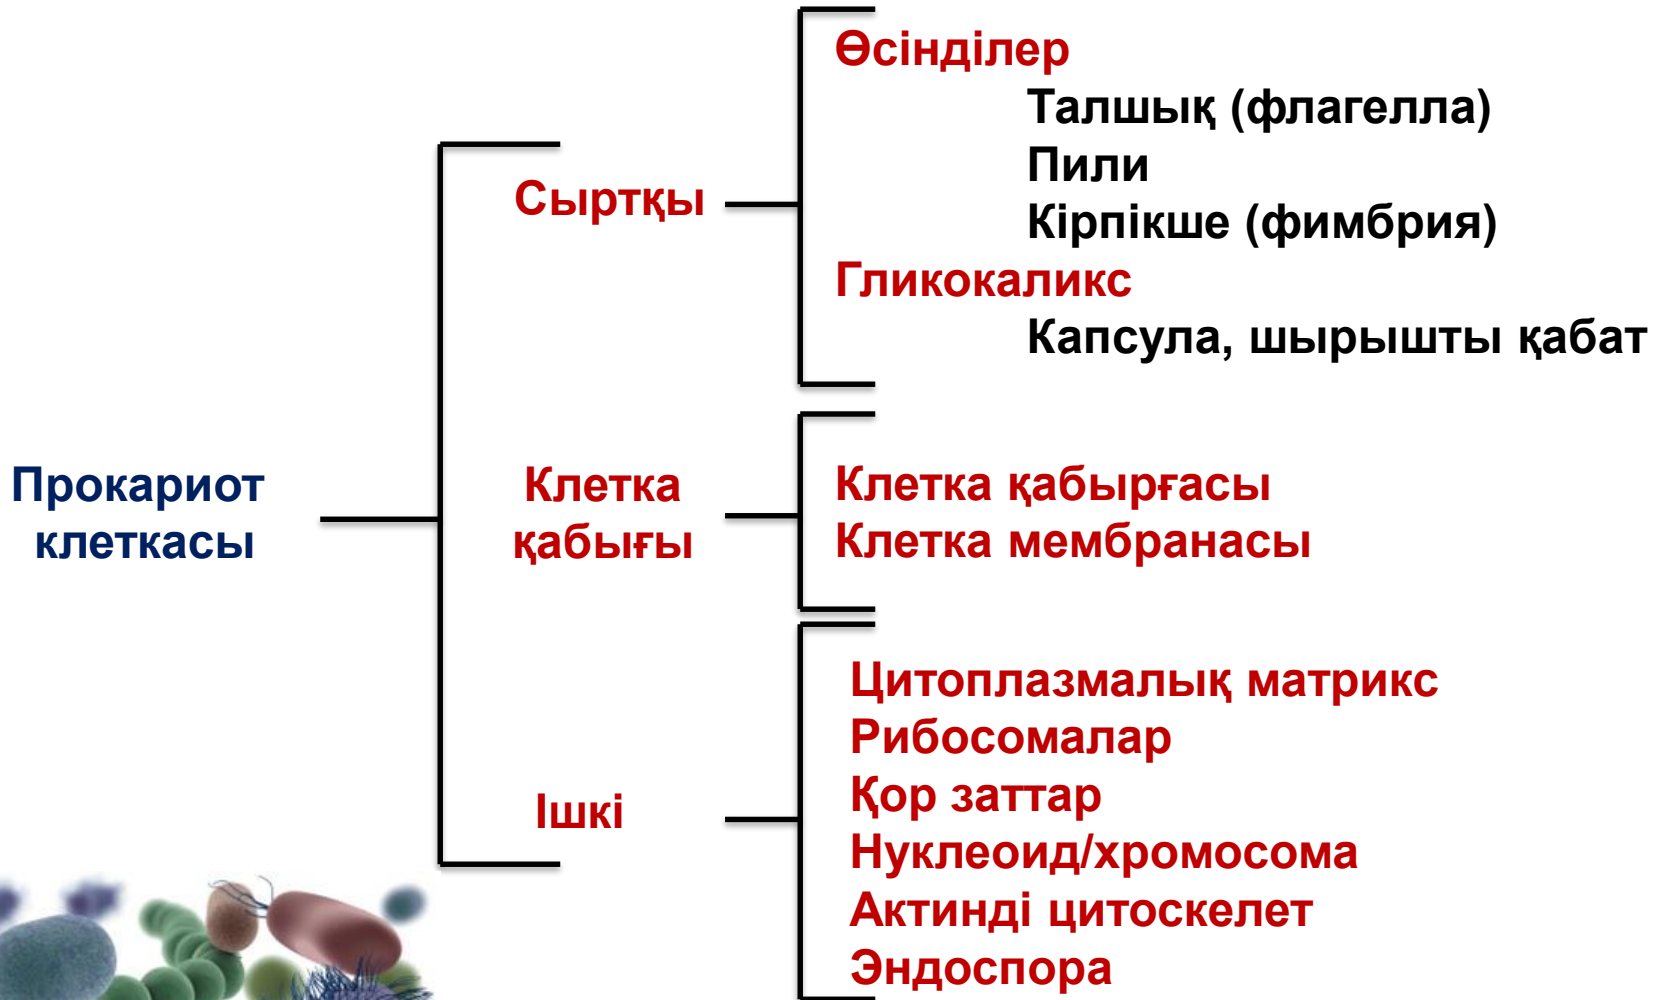 Өсінділер
Талшық (флагелла)
Пили
Кірпікше (фимбрия)
Сыртқы
Гликокаликс
Капсула, шырышты қабат
Прокариот
клеткасы
Клетка
қабығы
Клетка қабырғасы
Клетка мембранасы
Ішкі
Цитоплазмалық матрикс
Рибосомалар
Қор заттар
Нуклеоид/хромосома
Актинді цитоскелет
Эндоспора